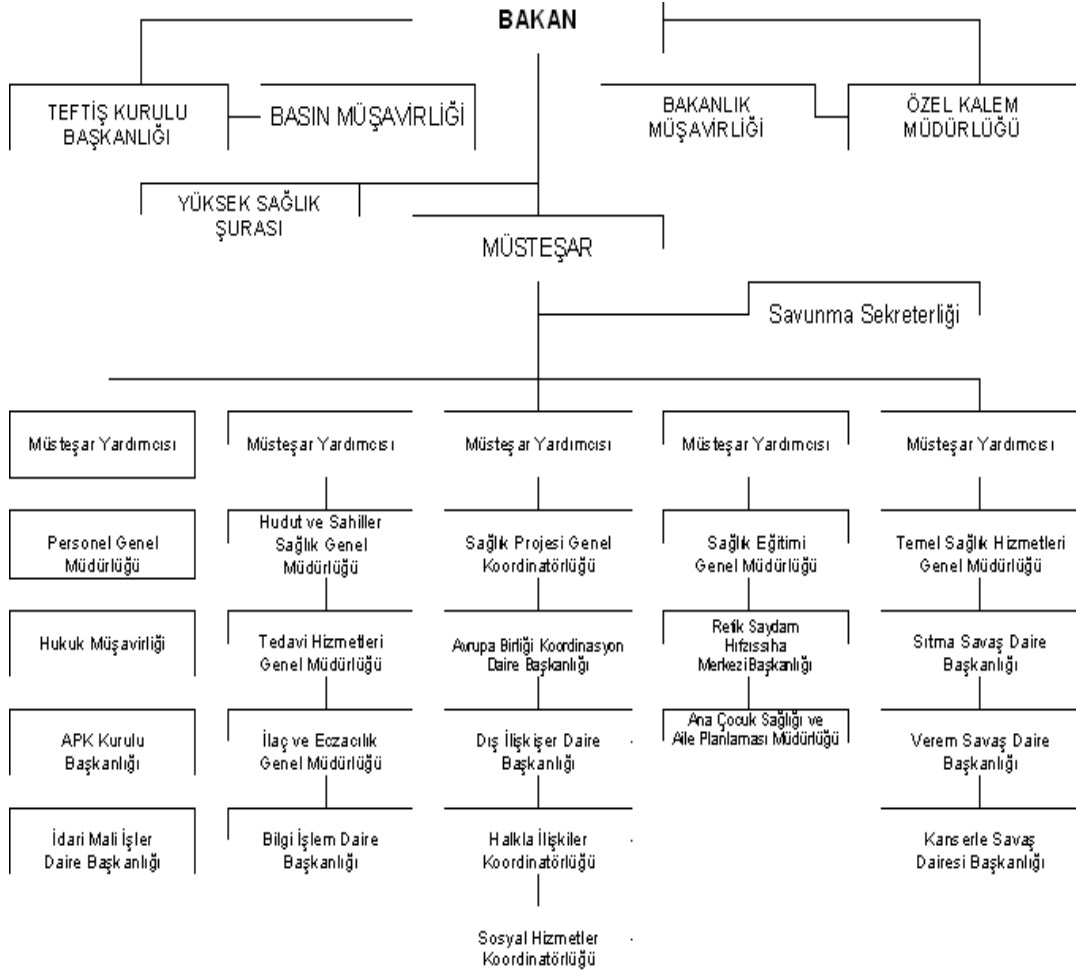 BAKAN
TEFTİŞ KURULU
BAŞKANLIĞI
BASIN MÜŞAVİRLİĞİ
BAKANLIK
MÜŞAVİRLİĞİ
ÖZEL KALEM
MÜDÜRLÜĞÜ
YÜKSEK SAĞLIK
ŞURASI
MÜSTEŞAR
Savunma Sekreterliği
Müsteşar Yardımcısı
Müsteşar Yardımcısı
Müsteşar Yardımcısı
Müsteşar Yardımcısı
Müsteşar Yardımcısı
Personel Genel
Müdürlüğü
Hudut ve Sahiller
Sağlık Genel
Müdürlüğü
Sağlık Projesi Genel
Koordinatörlüğü
Sağlık Eğitimi
Genel Müdürlüğü
Temel Sağlık Hizmetleri
Genel Müdürlüğü
Hukuk Müşavirliği
Tedavi Hizmetleri
Genel Müdürlüğü
Avrupa Birliği Koordinasyon
Daire Başkanlığı
Refik Saydam
Hıfzıssıha
Merkezi Başkanlığı
Sıtma Savaş Daire
Başkanlığı
APK Kurulu
Başkanlığı
İlaç ve Eczacılık
Genel Müdürlüğü
Dış İlişkişer Daire
Başkanlığı
Ana Çocuk Sağlığı ve
Aile Planlaması Müdürlüğü
Verem Savaş Daire
Başkanlığı
İdari Mali İşler
Daire Başkanlığı
Bilgi İşlem Daire
Başkanlığı
Halkla İlişkiler
Koordinatörlüğü
Kanserle Savaş
Dairesi Başkanlığı
Sosyal Hizmetler
Koordinatörlüğü